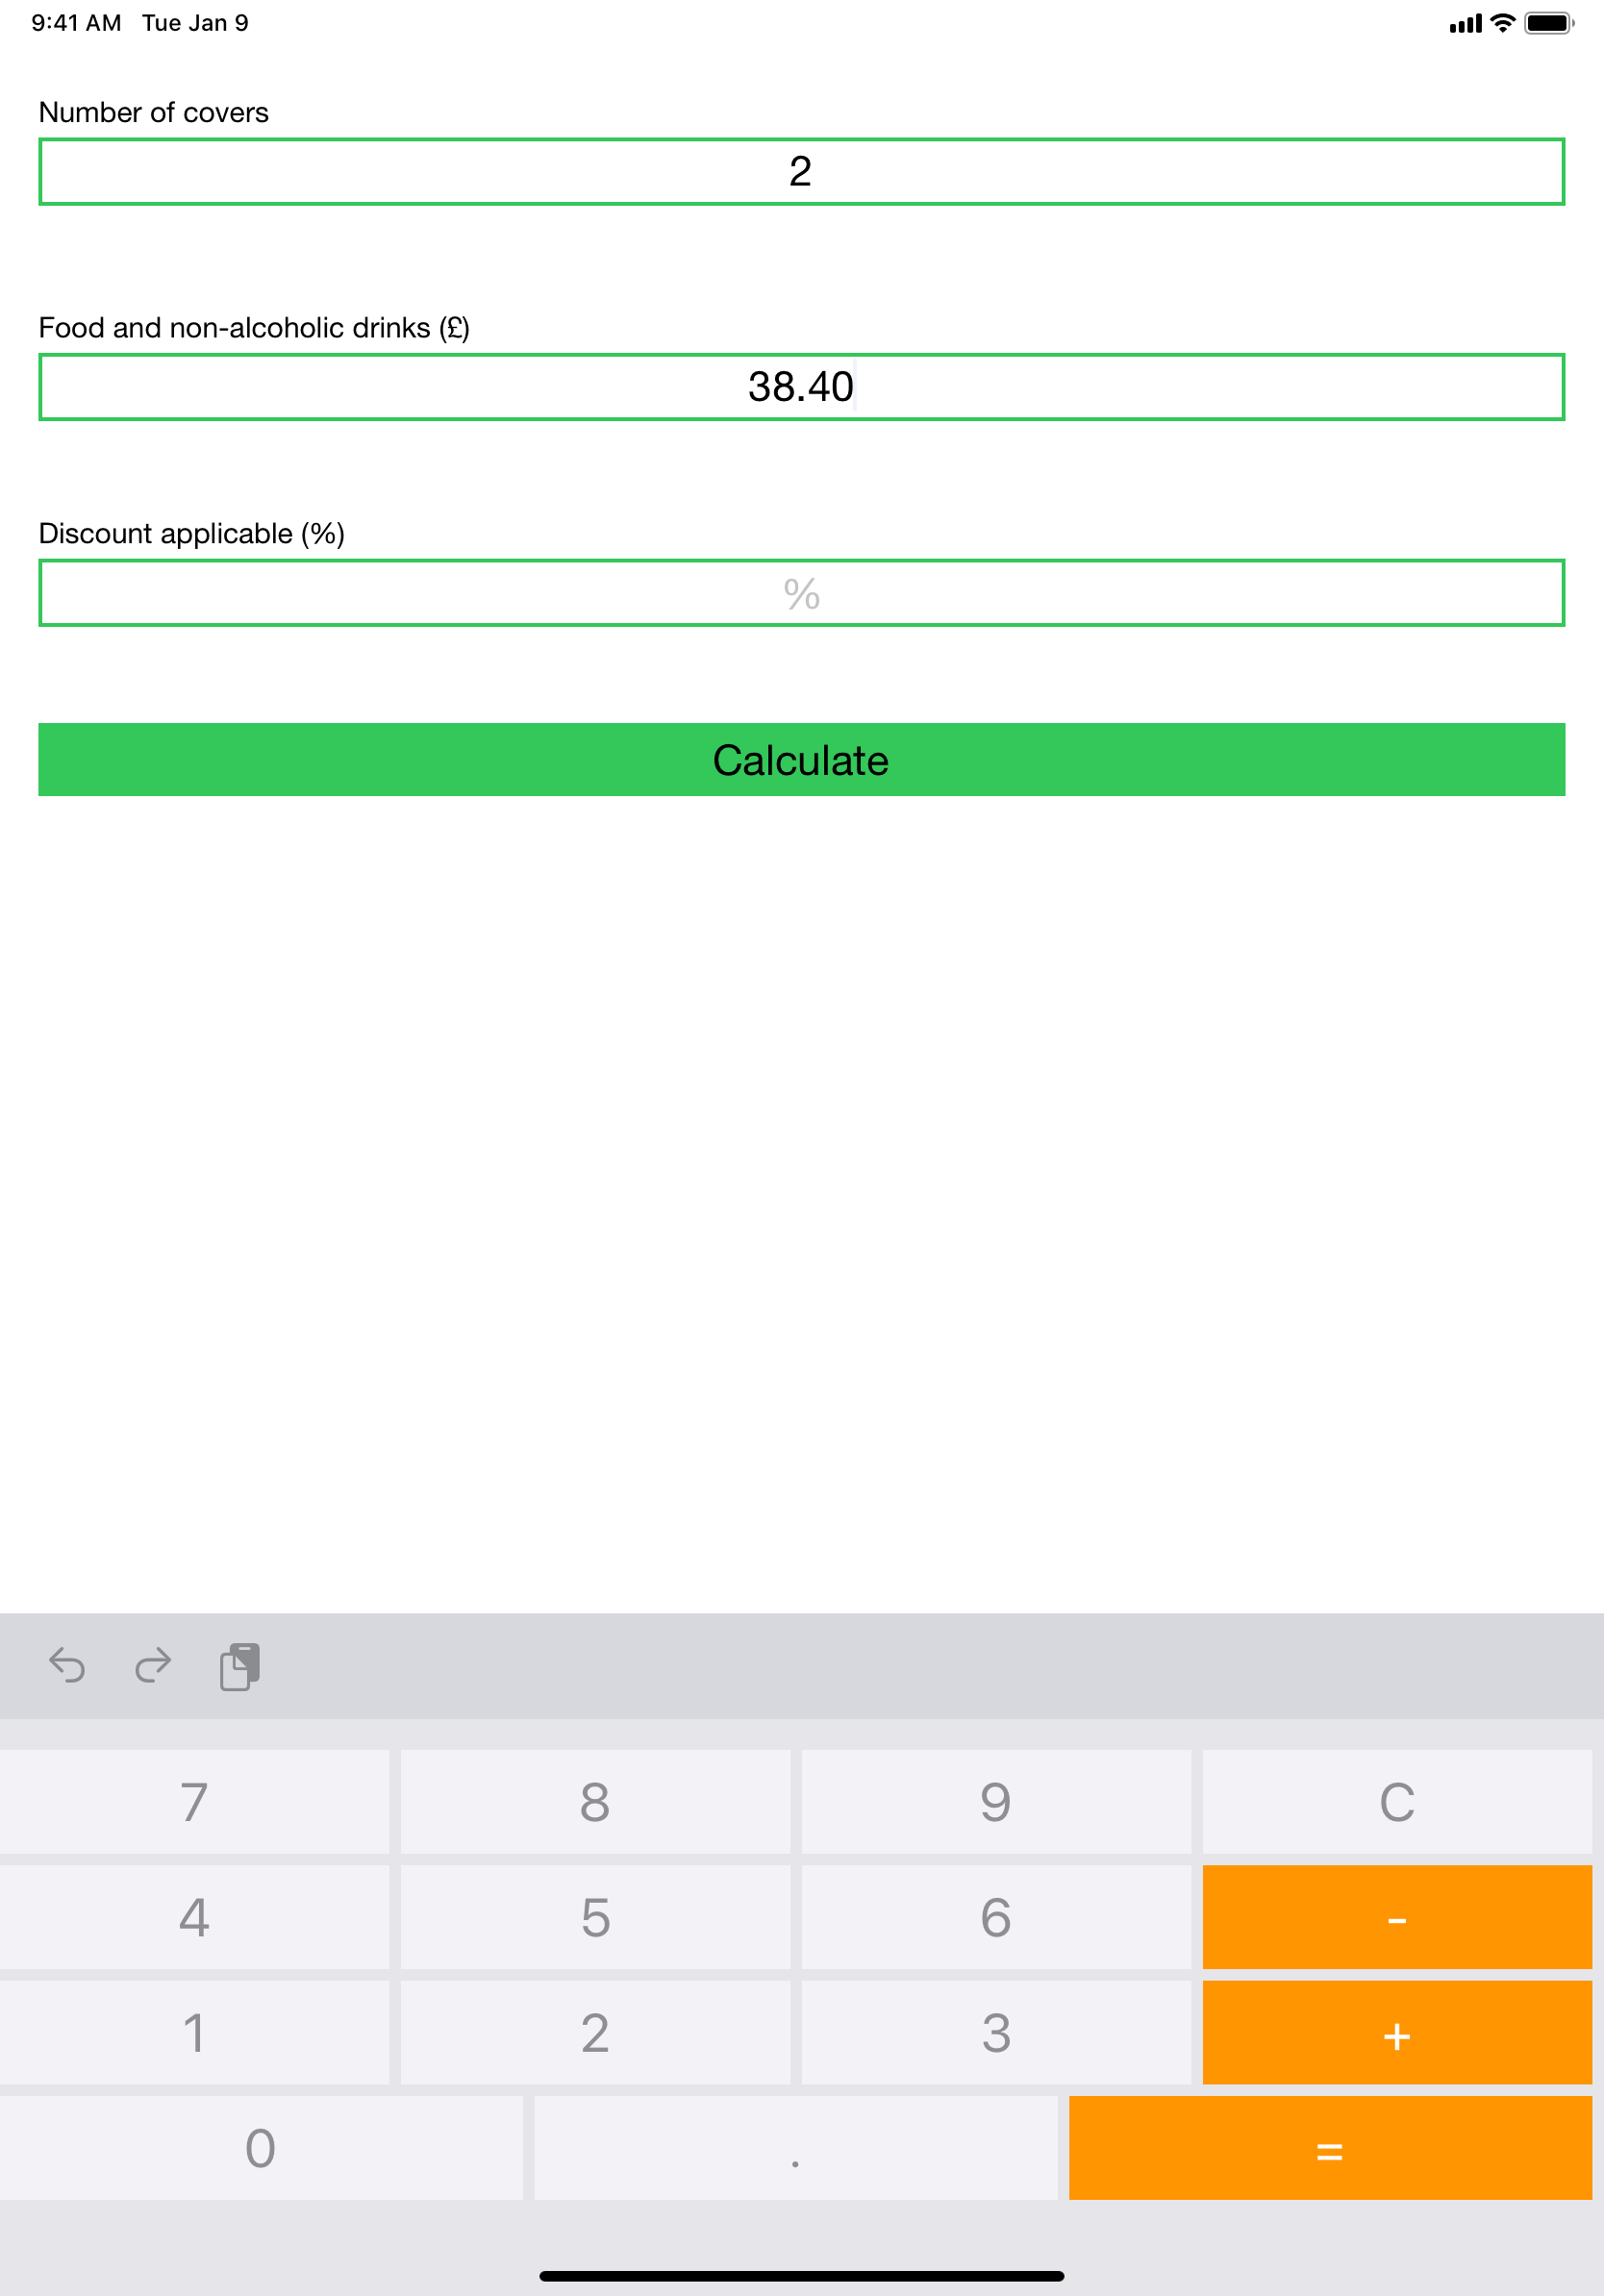 9:41 AM Tue Jan 9
Number of covers
2
Food and non-alcoholic drinks (£)
38.40
Discount applicable (%)
%
Calculate
7 8 9 C
4 5 6 -
1 2 3 +
0 . =